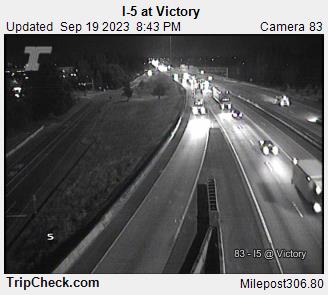 I-5 at Victory
Updated Sep 19 2023 8:43 PM Camera 83
T
S
83 - I5 @ Victory
TripCheck.com Milepost306.80